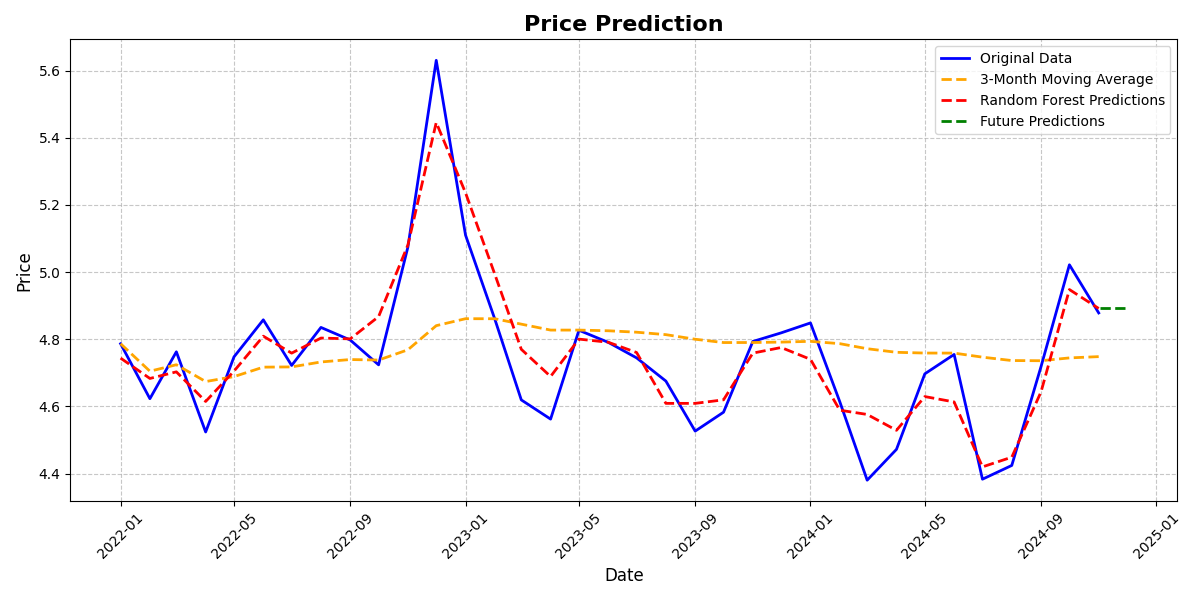 Price Prediction
Original Data
3-Month Moving Average
Random Forest Predictions
Future Predictions
Price
5.6
5.4
5.2
5.0
4.8
4.6
4.4
2022-01
2022-05
2022-09
2023-01
2023-05
2023-09
2024-01
2024-05
2024-09
2025-01
Date